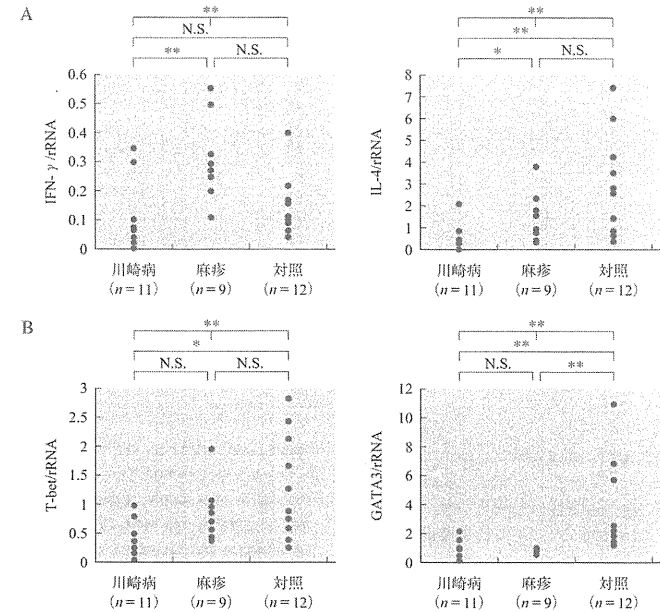 A
**
N.S.
** N.S.
IFN-γ/rRNA
0.6
0.5
0.4
0.3
0.2
0.1
0
川崎病 麻疹 対照
(n=11) (n=9) (n=12)
**
**
* N.S.
IL-4/rRNA
8
7
6
5
4
3
2
1
0
川崎病 麻疹 対照
(n=11) (n=9) (n=12)
B
**
*
N.S. N.S.
T-bet/rRNA
3
2.5
2
1.5
1
0.5
0
川崎病 麻疹 対照
(n=11) (n=9) (n=12)
**
**
N.S. **
GATA3/rRNA
12
10
8
6
4
2
0
川崎病 麻疹 対照
(n=11) (n=9) (n=12)